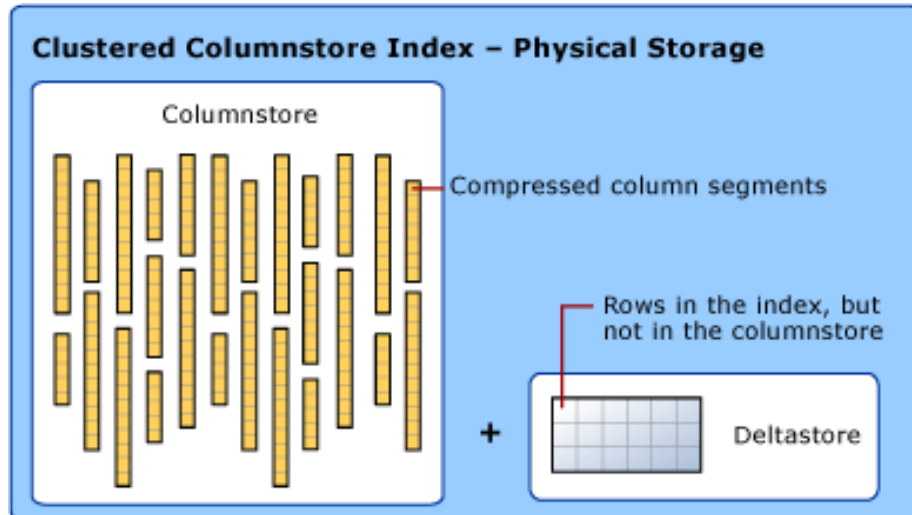 Clustered Columnstore Index – Physical Storage
Columnstore
Compressed column segments
Rows in the index, but
not in the columnstore
+
Deltastore